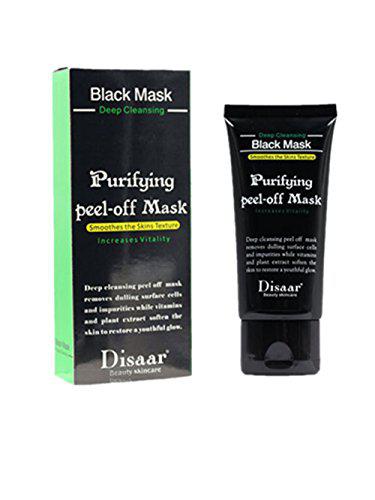 Black Mask
Deep Cleansing
Purifying
peel-off Mask
Smoothes the Skins Texture
Increases Vitality
Deep cleansing peel off mask
removes dulling surface cells
and impurities while vitamins
and plant extract soften the
skin to restore a youthful glow.
Disaar
Beauty skincare
Deep Cleansing
Black Mask
Smoothes the Skins Texture
Purifying
peel-off Mask
Increases Vitality
Deep cleansing peel off mask
removes dulling surface cells
and impurities while vitamins
and plant extract soften the
skin to restore a youthful glow.
Disaar
Beauty skincare